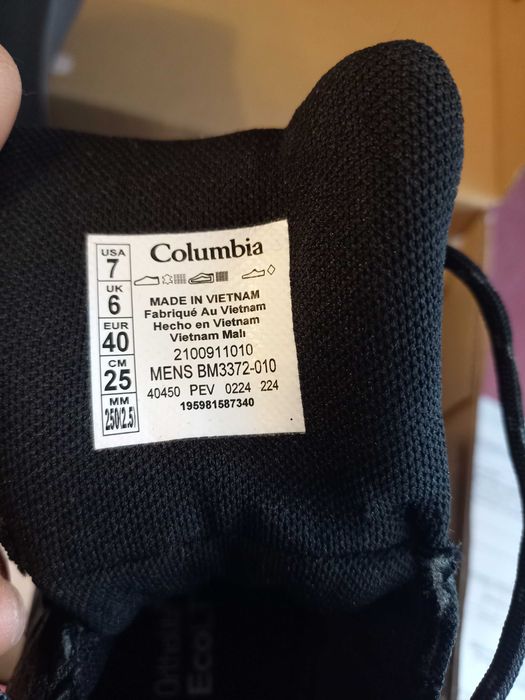 USA
7
UK
6
EUR
40
CM
25
MM
250(2.5)
Columbia
MADE IN VIETNAM
Fabriqué Au Vietnam
Hecho en Vietnam
Vietnam Malı
2100911010
MENS BM3372-010
40450 PEV 0224 224
195981587340